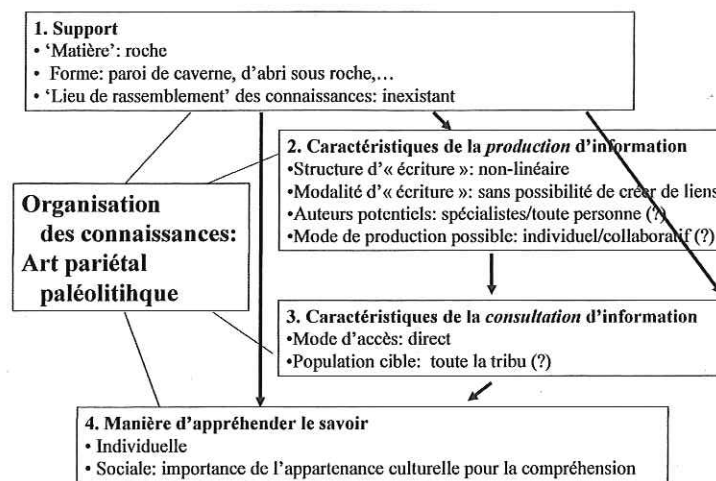 1. Support
• ‘Matière’: roche
• Forme: paroi de caverne, d’abri sous roche,…
• ‘Lieu de rassemblement’ des connaissances: inexistant
2. Caractéristiques de la production d’information
•Structure d’« écriture »: non-linéaire
•Modalité d’« écriture »: sans possibilité de créer de liens
•Auteurs potentiels: spécialistes/toute personne (?)
•Mode de production possible: individuel/collaboratif (?)
Organisation
des connaissances:
Art pariétal
paléolitihque
3. Caractéristiques de la consultation d’information
•Mode d’accès: direct
•Population cible: toute la tribu (?)
4. Manière d’appréhender le savoir
• Individuelle
• Sociale: importance de l’appartenance culturelle pour la compréhension